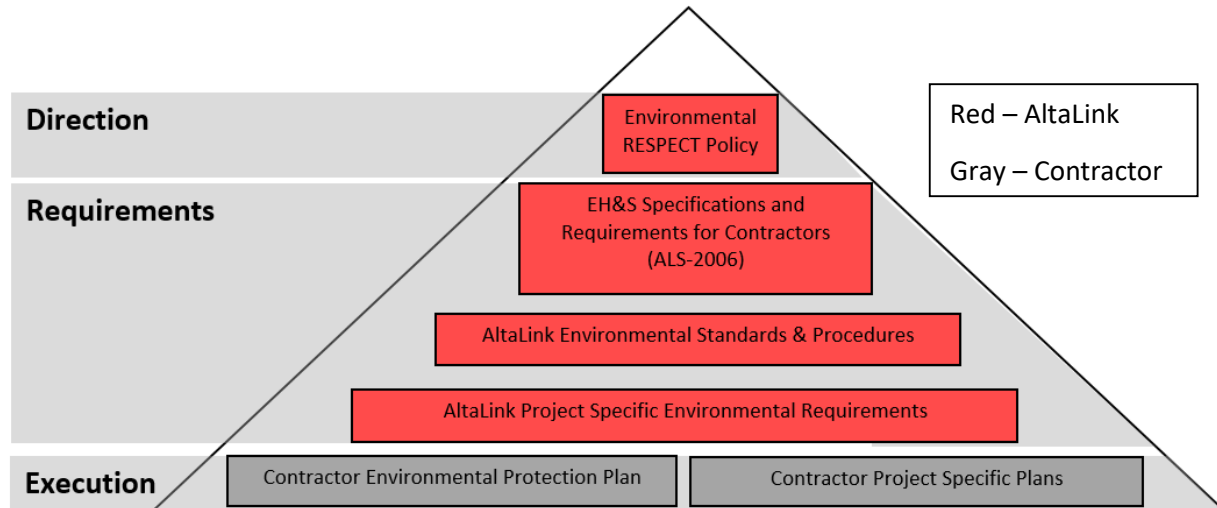 Direction
Environmental
RESPECT Policy
Red – AltaLink
Gray – Contractor
Requirements
EH&S Specifications and
Requirements for Contractors
(ALS-2006)
AltaLink Environmental Standards & Procedures
AltaLink Project Specific Environmental Requirements
Execution
Contractor Environmental Protection Plan
Contractor Project Specific Plans